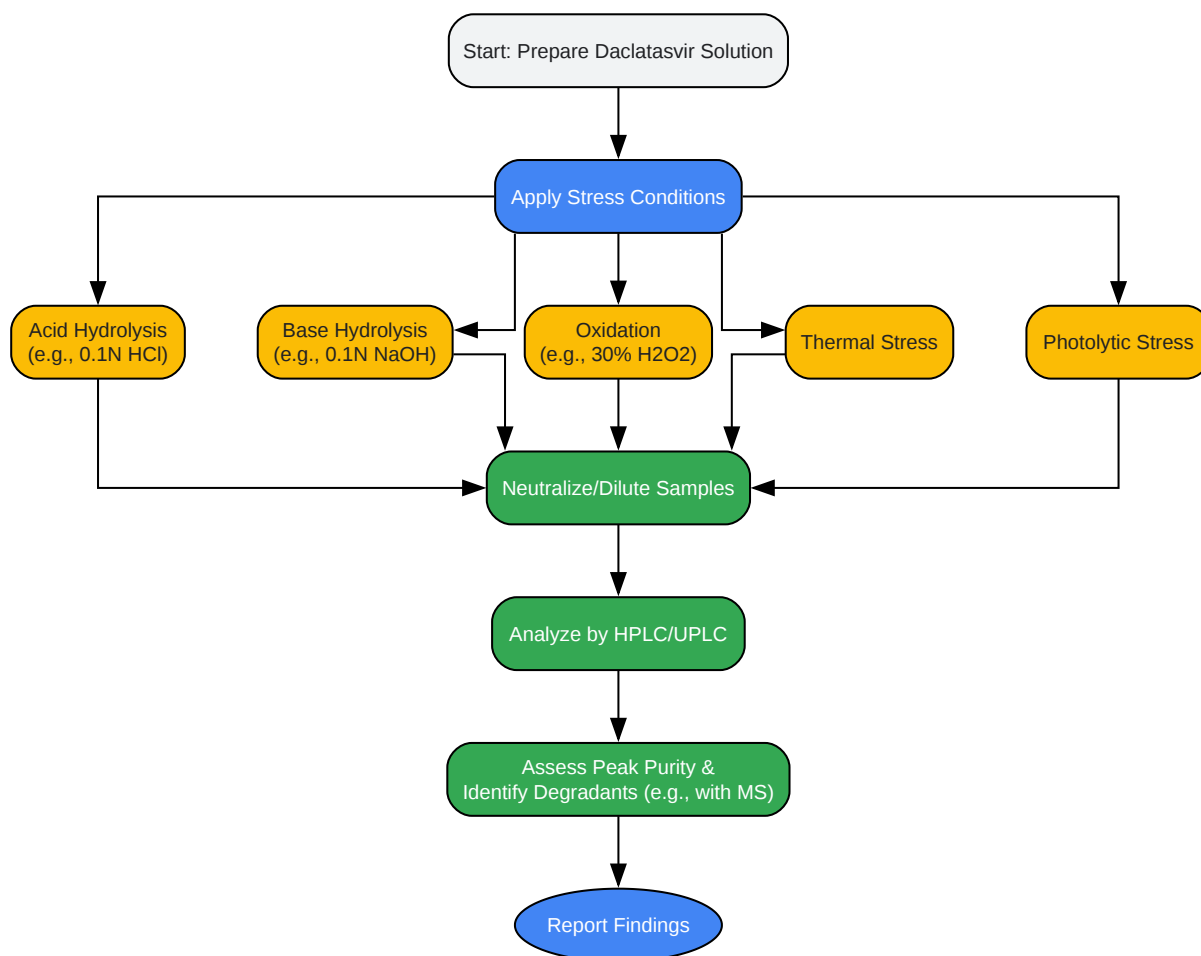 Start: Prepare Daclatasvir Solution
Apply Stress Conditions
Acid Hydrolysis
(e.g., 0.1N HCl)
Base Hydrolysis
(e.g., 0.1N NaOH)
Oxidation
(e.g., 30% H2O2)
Thermal Stress
Photolytic Stress
Neutralize/Dilute Samples
Analyze by HPLC/UPLC
Assess Peak Purity &
Identify Degradants (e.g., with MS)
Report Findings